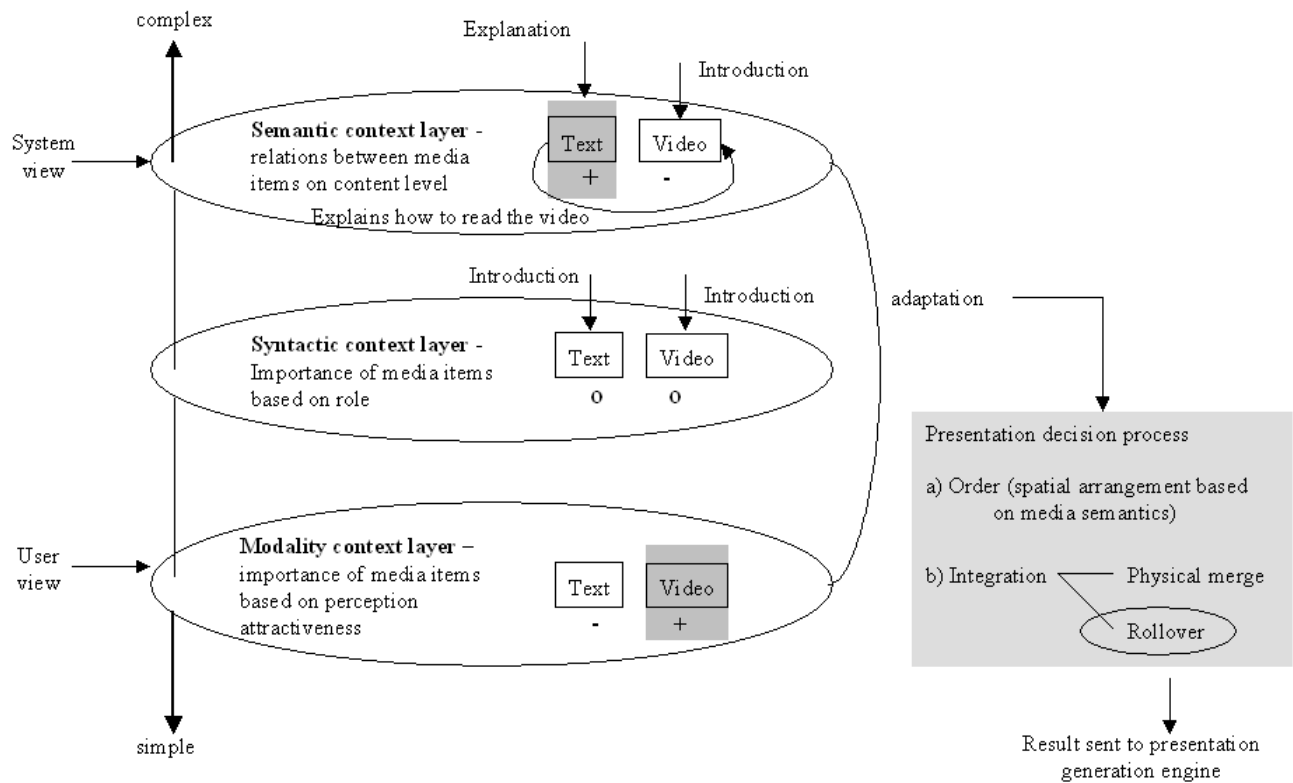 complex
Explanation
Introduction
System
view
Semantic context layer -
relations between media
items on content level
Text
Video
+
-
Explains how to read the video
Introduction
Introduction
adaptation
Syntactic context layer -
Importance of media items
based on role
Text
Video
o
o
User
view
Modality context layer –
importance of media items
based on perception
attractiveness
Text
Video
-
+
simple
Presentation decision process
a) Order (spatial arrangement based
on media semantics)
b) Integration
Physical merge
Rollover
Result sent to presentation
generation engine